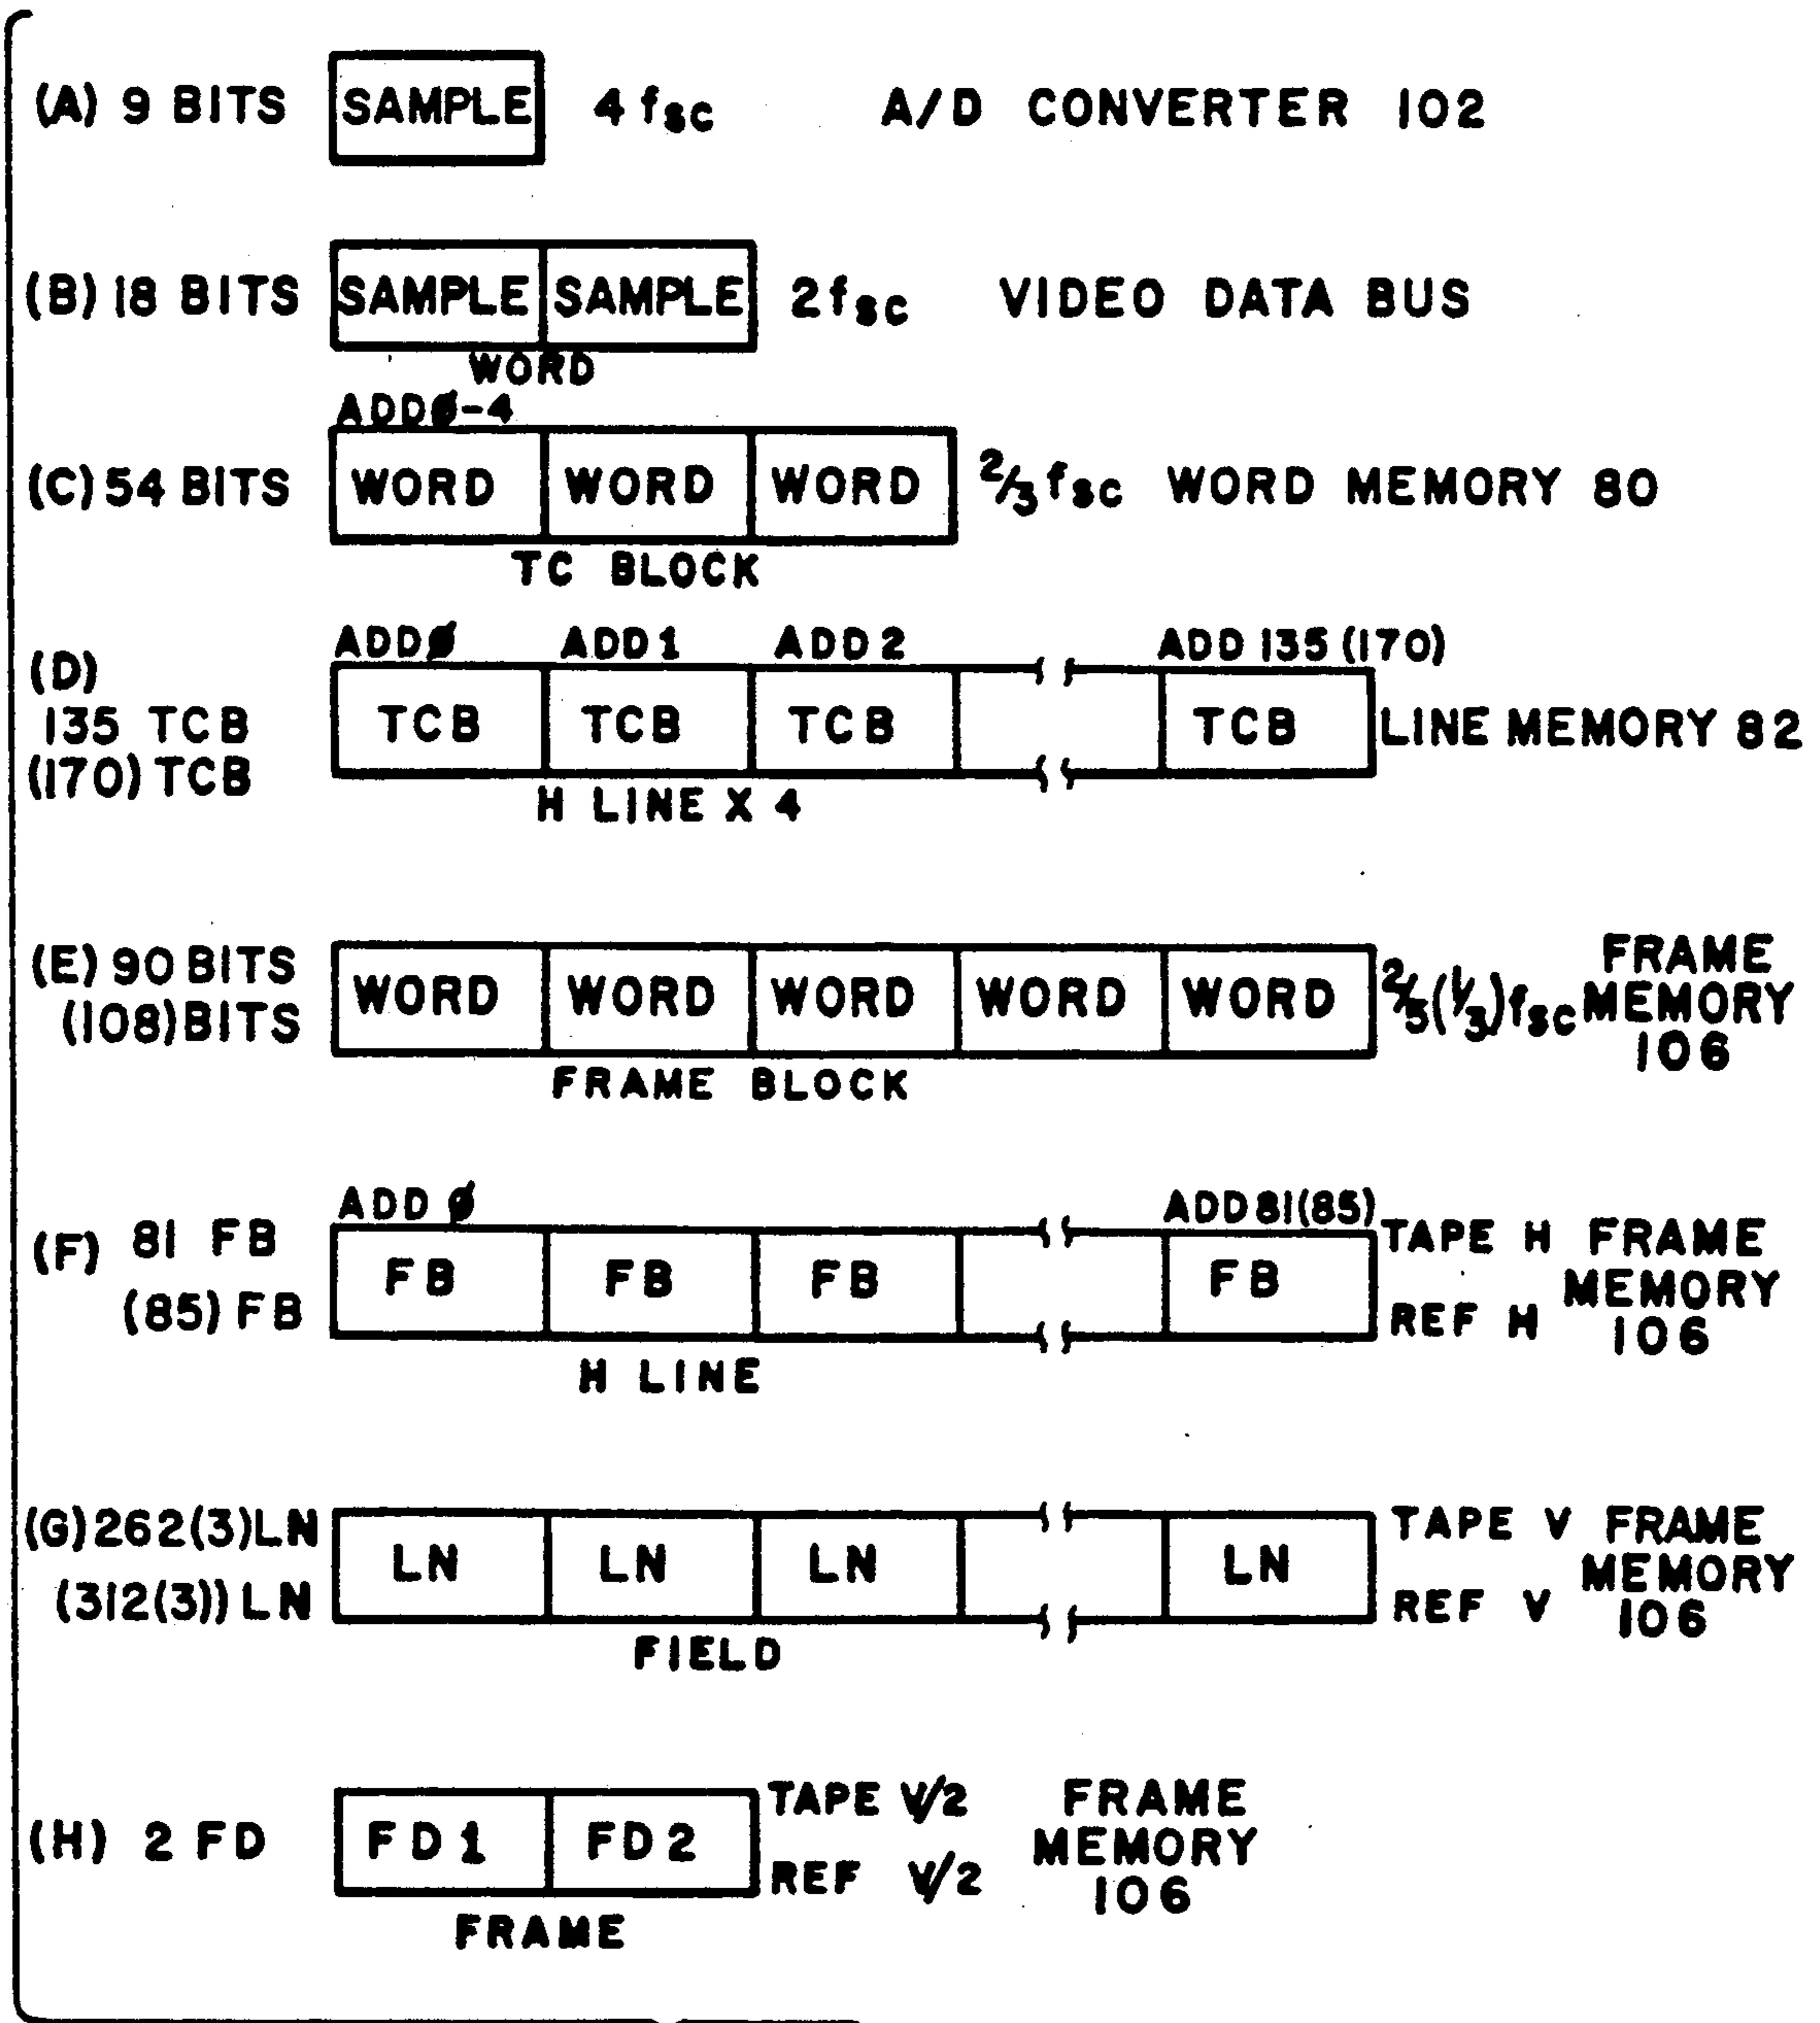 (A) 9 BITS SAMPLE 4 fsc A/D CONVERTER 102
(B) 18 BITS SAMPLE SAMPLE 2fsc VIDEO DATA BUS
WORD
ADDØ-4
(C) 54 BITS WORD WORD WORD 2/3 fsc WORD MEMORY 80
TC BLOCK
ADDØ ADD1 ADD2 ADD 135 (170)
(D)
135 TCB
(170) TCB
TCB TCB TCB TCB LINE MEMORY 82
H LINE X 4
(E) 90 BITS
(108) BITS
WORD WORD WORD WORD WORD 2/5(1/3)fsc
FRAME
MEMORY
106
FRAME BLOCK
ADD Ø ADD 81(85)
(F) 81 FB
(85) FB
FB FB FB FB
TAPE H
REF H
FRAME
MEMORY
106
H LINE
(G) 262(3)LN
(312(3)) LN
LN LN LN LN
TAPE V
REF V
FRAME
MEMORY
106
FIELD
(H) 2 FD FD1 FD2
TAPE V/2
REF V/2
FRAME
MEMORY
106
FRAME